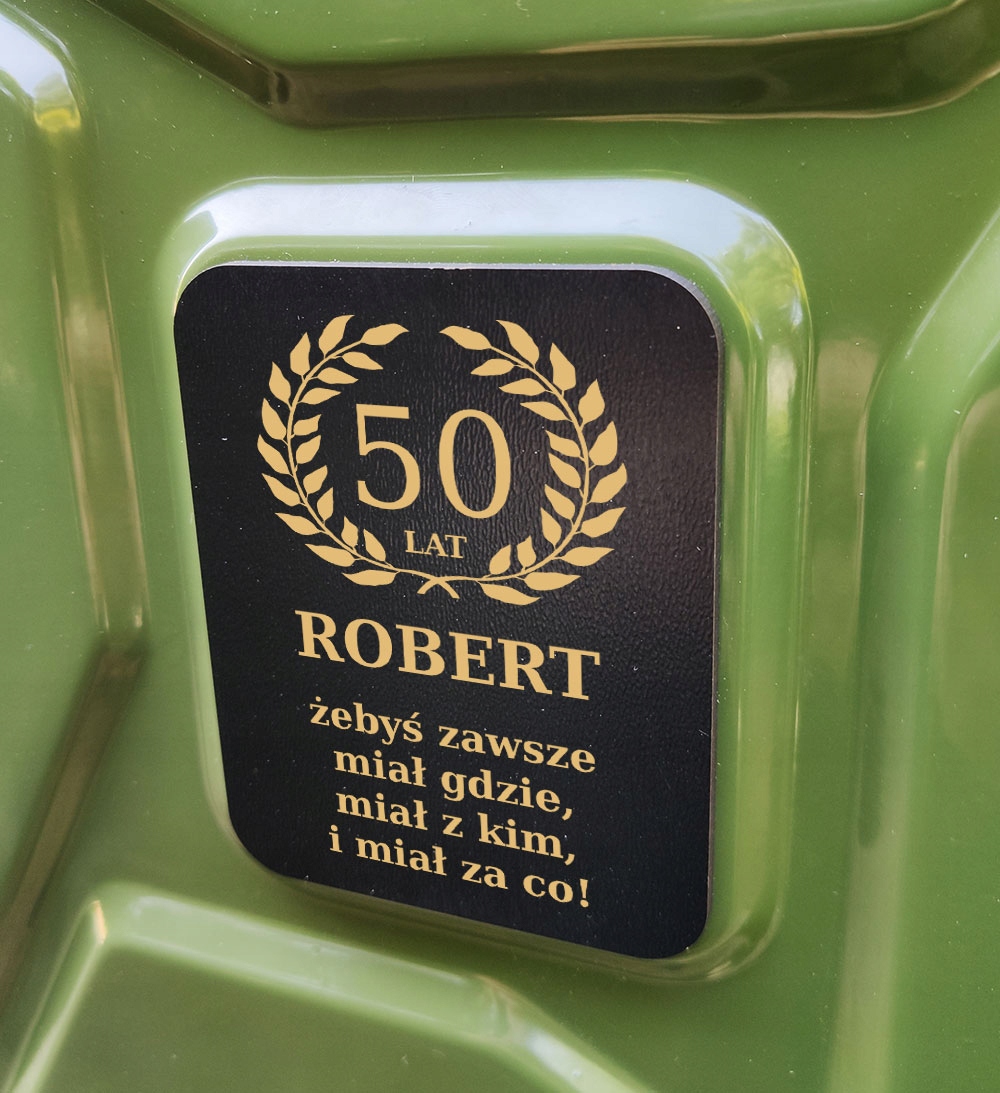 50
LAT
ROBERT
żebyś zawsze
miał gdzie,
miał z kim,
i miał za co!